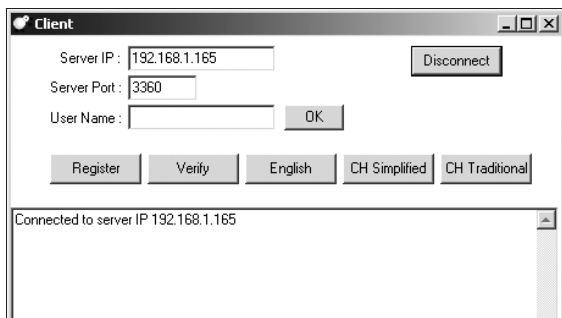 Client
Server IP : 192.168.1.165 Disconnect
Server Port : 3360
User Name : OK
Register Verify English CH Simplified CH Traditional
Connected to server IP 192.168.1.165